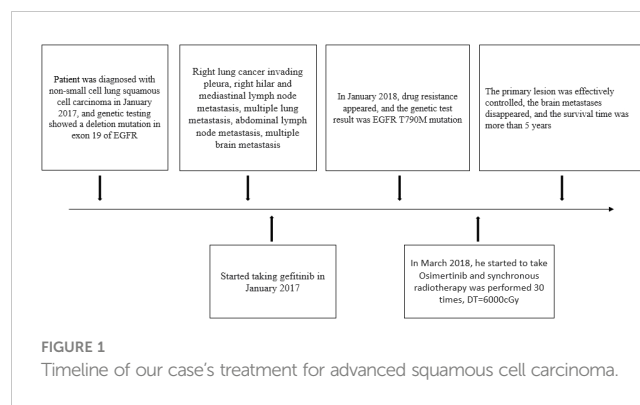 Patient was diagnosed with
non-small cell lung squamous
cell carcinoma in January
2017, and genetic testing
showed a deletion mutation in
exon 19 of EGFR
Right lung cancer invading
pleura, right hilar and
mediastinal lymph node
metastasis, multiple lung
metastasis, abdominal lymph
node metastasis, multiple
brain metastasis
In January 2018, drug resistance
appeared, and the genetic test
result was EGFR T790M mutation
The primary lesion was effectively
controlled, the brain metastases
disappeared, and the survival time was
more than 5 years
Started taking gefitinib in
January 2017
In March 2018, he started to take
Osimertinib and synchronous
radiotherapy was performed 30
times, DT=6000cGy
FIGURE 1
Timeline of our case's treatment for advanced squamous cell carcinoma.